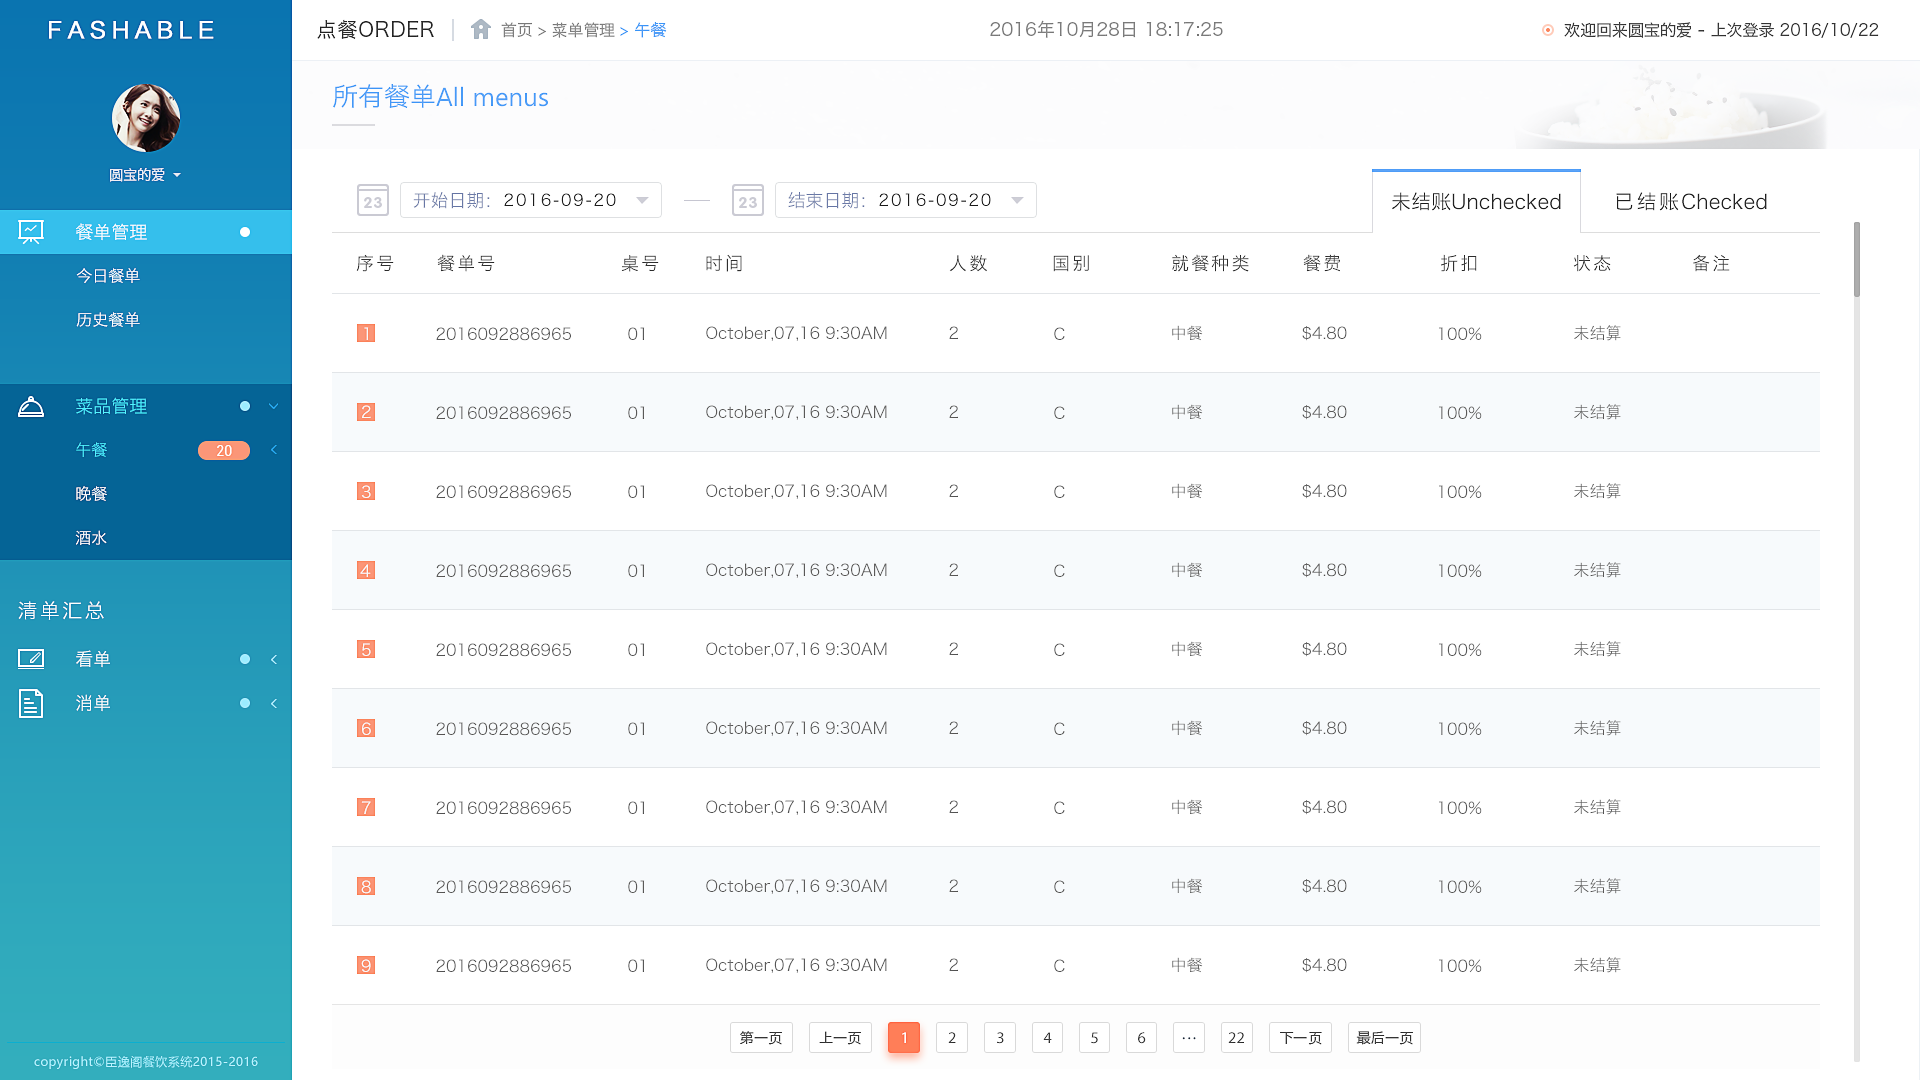 FASHABLE
圆宝的爱
餐单管理
今日餐单
历史餐单
菜品管理
午餐 20
晚餐
酒水
清单汇总
看单
消单
copyright©臣逸阁餐饮系统2015-2016
点餐ORDER 首页 > 菜单管理 > 午餐 2016年10月28日 18:17:25 欢迎回来圆宝的爱 - 上次登录 2016/10/22
所有餐单All menus
23 开始日期: 2016-09-20 — 23 结束日期: 2016-09-20 未结账Unchecked 已结账Checked
序号 餐单号 桌号 时间 人数 国别 就餐种类 餐费 折扣 状态 备注
1 2016092886965 01 October,07,16 9:30AM 2 C 中餐 $4.80 100% 未结算
2 2016092886965 01 October,07,16 9:30AM 2 C 中餐 $4.80 100% 未结算
3 2016092886965 01 October,07,16 9:30AM 2 C 中餐 $4.80 100% 未结算
4 2016092886965 01 October,07,16 9:30AM 2 C 中餐 $4.80 100% 未结算
5 2016092886965 01 October,07,16 9:30AM 2 C 中餐 $4.80 100% 未结算
6 2016092886965 01 October,07,16 9:30AM 2 C 中餐 $4.80 100% 未结算
7 2016092886965 01 October,07,16 9:30AM 2 C 中餐 $4.80 100% 未结算
8 2016092886965 01 October,07,16 9:30AM 2 C 中餐 $4.80 100% 未结算
9 2016092886965 01 October,07,16 9:30AM 2 C 中餐 $4.80 100% 未结算
第一页 上一页 1 2 3 4 5 6 ··· 22 下一页 最后一页